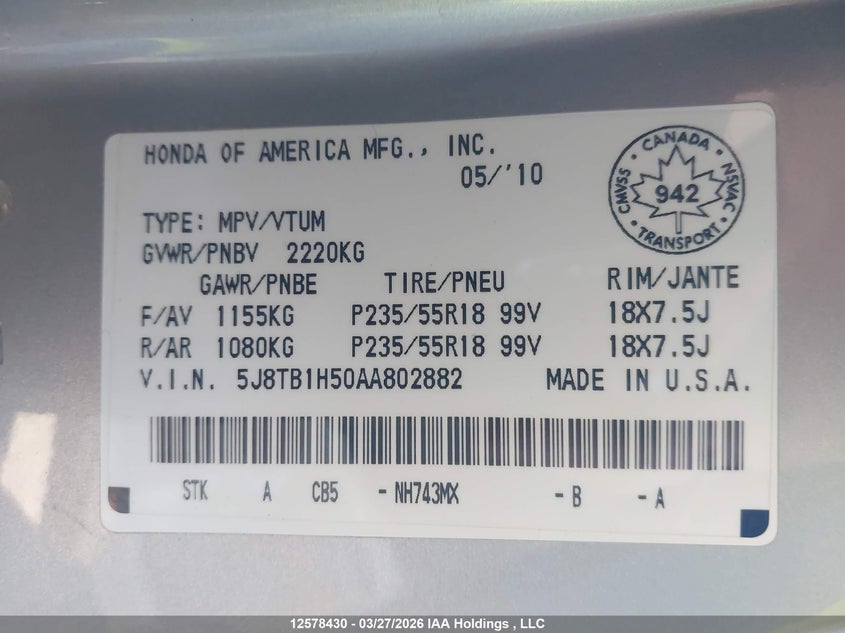 HONDA OF AMERICA MFG., INC.
05/'10
CANADA
CMVSS
NSVAC
942
TRANSPORT
TYPE: MPV/VTUM
GVWR/PNBV 2220KG
GAWR/PNBE TIRE/PNEU RIM/JANTE
F/AV 1155KG P235/55R18 99V 18X7.5J
R/AR 1080KG P235/55R18 99V 18X7.5J
V.I.N. 5J8TB1H50AA802882 MADE IN U.S.A.
STK A CB5 -NH743MX -B -A
12578430 - 03/27/2026 IAA Holdings , LLC